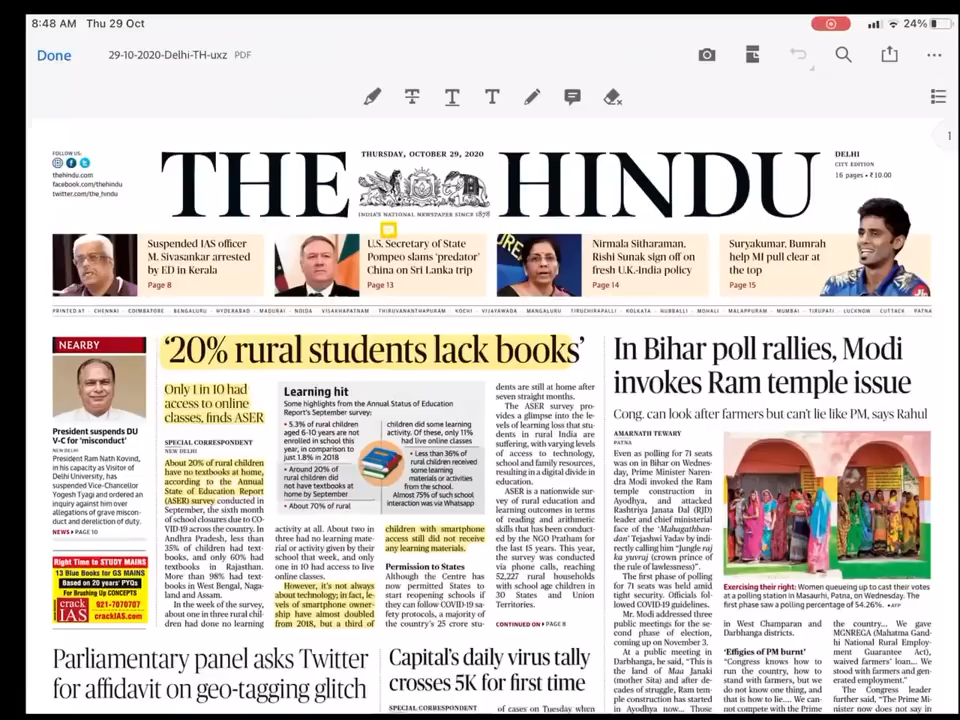 8:48 AM Thu 29 Oct
24%
Done
29-10-2020-Delhi-TH-uxz PDF
1
FOLLOW US:
thehindu.com
facebook.com/thehindu
twitter.com/the_hindu
THE HINDU
THURSDAY, OCTOBER 29, 2020
INDIA'S NATIONAL NEWSPAPER SINCE 1878
DELHI
CITY EDITION
16 pages • ₹10.00
Suspended IAS officer
M. Sivasankar arrested
by ED in Kerala
Page 8
U.S. Secretary of State
Pompeo slams ‘predator’
China on Sri Lanka trip
Page 13
Nirmala Sitharaman,
Rishi Sunak sign off on
fresh U.K.-India policy
Page 14
Suryakumar, Bumrah
help MI pull clear at
the top
Page 15
PRINTED AT · CHENNAI · COIMBATORE · BENGALURU · HYDERABAD · MADURAI · NOIDA · VISAKHAPATNAM · THIRUVANANTHAPURAM · KOCHI · VIJAYAWADA · MANGALURU · TIRUCHIRAPALLI · KOLKATA · HUBBALLI · MOHALI · MALAPPURAM · MUMBAI · TIRUPATI · LUCKNOW · CUTTACK · PATNA
NEARBY
President suspends DU
V-C for ‘misconduct’
NEW DELHI
President Ram Nath Kovind,
in his capacity as Visitor of
Delhi University, has
suspended Vice-Chancellor
Yogesh Tyagi and ordered an
inquiry against him over
allegations of grave miscon-
duct and dereliction of duty.
NEWS ▸ PAGE 10
Right Time to STUDY MAINS
13 Blue Books for GS MAINS
Based on 20 years' PYQs
For Brushing Up CONCEPTS
crack IAS
921-7070707
crackIAS.com
‘20% rural students lack books’
Only 1 in 10 had
access to online
classes, finds ASER
SPECIAL CORRESPONDENT
NEW DELHI
About 20% of rural children
have no textbooks at home,
according to the Annual
State of Education Report
(ASER) survey conducted in
September, the sixth month
of school closures due to CO-
VID-19 across the country. In
Andhra Pradesh, less than
35% of children had text-
books, and only 60% had
textbooks in Rajasthan.
More than 98% had text-
books in West Bengal, Naga-
land and Assam.
In the week of the survey,
about one in three rural chil-
dren had done no learning
Learning hit
Some highlights from the Annual Status of Education
Report's September survey:
• 5.3% of rural children
aged 6-10 years are not
enrolled in school this
year, in comparison to
just 1.8% in 2018
• Around 20% of
rural children did
not have textbooks
at home by
September
• About 70% of rural
children did some learning
activity. Of these, only 11%
had live online classes
• Less than 36% of
rural children received
some learning
materials or activities
from the school.
Almost 75% of such
interaction was via Whatsapp
activity at all. About two in
three had no learning mate-
rial or activity given by their
school that week, and only
one in 10 had access to live
online classes.
However, it's not always
about technology; in fact, le-
vels of smartphone owner-
ship have almost doubled
from 2018, but a third of
children with smartphone
access still did not receive
any learning materials.
Permission to States
Although the Centre has
now permitted States to
start reopening schools if
they can follow COVID-19 sa-
fety protocols, a majority of
the country's 25 crore stu-
dents are still at home after
seven straight months.
The ASER survey pro-
vides a glimpse into the le-
vels of learning loss that stu-
dents in rural India are
suffering, with varying levels
of access to technology,
school and family resources,
resulting in a digital divide in
education.
ASER is a nationwide sur-
vey of rural education and
learning outcomes in terms
of reading and arithmetic
skills that has been conduct-
ed by the NGO Pratham for
the last 15 years. This year,
the survey was conducted
via phone calls, reaching
52,227 rural households
with school age children in
30 States and Union
Territories.
CONTINUED ON ▸ PAGE 8
In Bihar poll rallies, Modi
invokes Ram temple issue
Cong. can look after farmers but can't lie like PM, says Rahul
AMARNATH TEWARY
PATNA
Even as polling for 71 seats
was on in Bihar on Wednes-
day, Prime Minister Narendra
Modi invoked the Ram
temple construction in
Ayodhya, and attacked
Rashtriya Janata Dal (RJD)
leader and chief ministerial
face of the ‘Mahagathban-
dan’ Tejashwi Yadav by in-
directly calling him “Jungle raj
ka yuvraj (crown prince of
the rule of lawlessness)”.
The first phase of polling
for 71 seats was held amid
tight security. Officials fol-
lowed COVID-19 guidelines.
Mr. Modi addressed three
public meetings for the se-
cond phase of election,
coming up on November 3.
At a public meeting in
Darbhanga, he said, “This is
the land of Maa Janaki
(mother Sita) and after de-
cades of struggle, Ram tem-
ple construction has started
in Ayodhya now... Those
Exercising their right: Women queueing up to cast their votes
at a polling station in Masaurhi, Patna, on Wednesday. The
first phase saw a polling percentage of 54.26%. • AFP
in West Champaran and
Darbhanga districts.
‘Effigies of PM burnt’
“Congress knows how to
run the country, how to
stand with farmers, but we
do not know one thing, and
that is how to lie.... We can-
not compete with the Prime
the country... We gave
MGNREGA (Mahatma Gand-
hi National Rural Employ-
ment Guarantee Act),
waived farmers' loan... We
stood with farmers and gen-
erated employment.”
The Congress leader
further said, “The Prime Mi-
nister now does not say in
Parliamentary panel asks Twitter
for affidavit on geo-tagging glitch
Capital's daily virus tally
crosses 5K for first time
SPECIAL CORRESPONDENT
of cases on Tuesday when